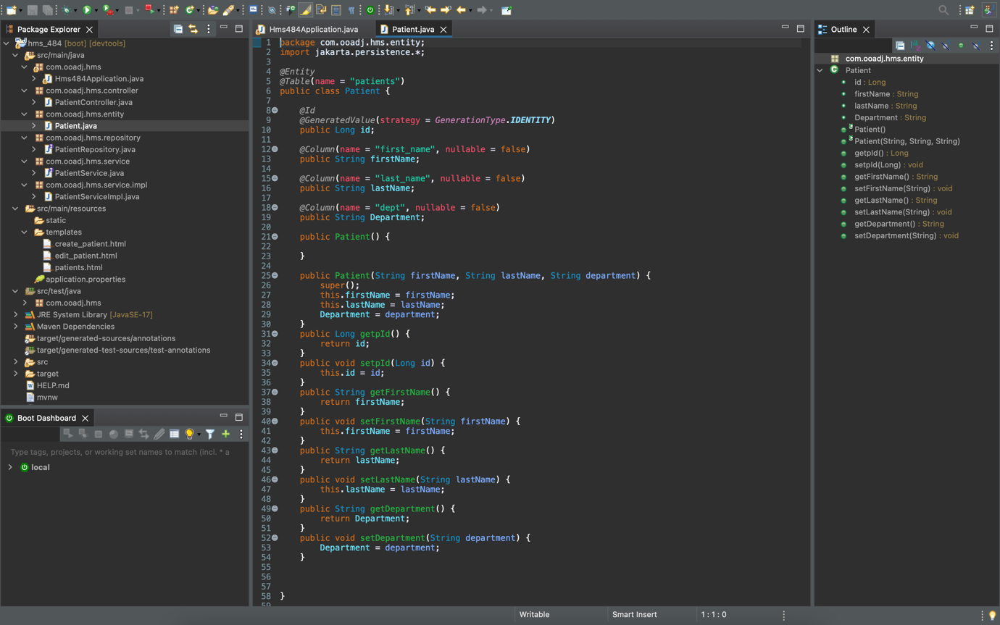 Package Explorer
hms_484 [boot] [devtools]
src/main/java
com.ooadj.hms
Hms484Application.java
com.ooadj.hms.controller
PatientController.java
com.ooadj.hms.entity
Patient.java
com.ooadj.hms.repository
PatientRepository.java
com.ooadj.hms.service
PatientService.java
com.ooadj.hms.service.impl
PatientServiceImpl.java
src/main/resources
static
templates
create_patient.html
edit_patient.html
patients.html
application.properties
src/test/java
com.ooadj.hms
JRE System Library [JavaSE-17]
Maven Dependencies
target/generated-sources/annotations
target/generated-test-sources/test-annotations
src
target
HELP.md
mvnw
Boot Dashboard
Type tags, projects, or working set names to match (incl. * a
local
Hms484Application.java
Patient.java
1 package com.ooadj.hms.entity;
2 import jakarta.persistence.*;
3
4 @Entity
5 @Table(name = "patients")
6 public class Patient {
7
8 @Id
9 @GeneratedValue(strategy = GenerationType.IDENTITY)
10 public Long id;
11
12 @Column(name = "first_name", nullable = false)
13 public String firstName;
14
15 @Column(name = "last_name", nullable = false)
16 public String lastName;
17
18 @Column(name = "dept", nullable = false)
19 public String Department;
20
21 public Patient() {
22
23 }
24
25 public Patient(String firstName, String lastName, String department) {
26 super();
27 this.firstName = firstName;
28 this.lastName = lastName;
29 Department = department;
30 }
31 public Long getpId() {
32 return id;
33 }
34 public void setpId(Long id) {
35 this.id = id;
36 }
37 public String getFirstName() {
38 return firstName;
39 }
40 public void setFirstName(String firstName) {
41 this.firstName = firstName;
42 }
43 public String getLastName() {
44 return lastName;
45 }
46 public void setLastName(String lastName) {
47 this.lastName = lastName;
48 }
49 public String getDepartment() {
50 return Department;
51 }
52 public void setDepartment(String department) {
53 Department = department;
54 }
55
56
57
58 }
59
Outline
com.ooadj.hms.entity
Patient
id : Long
firstName : String
lastName : String
Department : String
Patient()
Patient(String, String, String)
getpId() : Long
setpId(Long) : void
getFirstName() : String
setFirstName(String) : void
getLastName() : String
setLastName(String) : void
getDepartment() : String
setDepartment(String) : void
Writable
Smart Insert
1 : 1 : 0